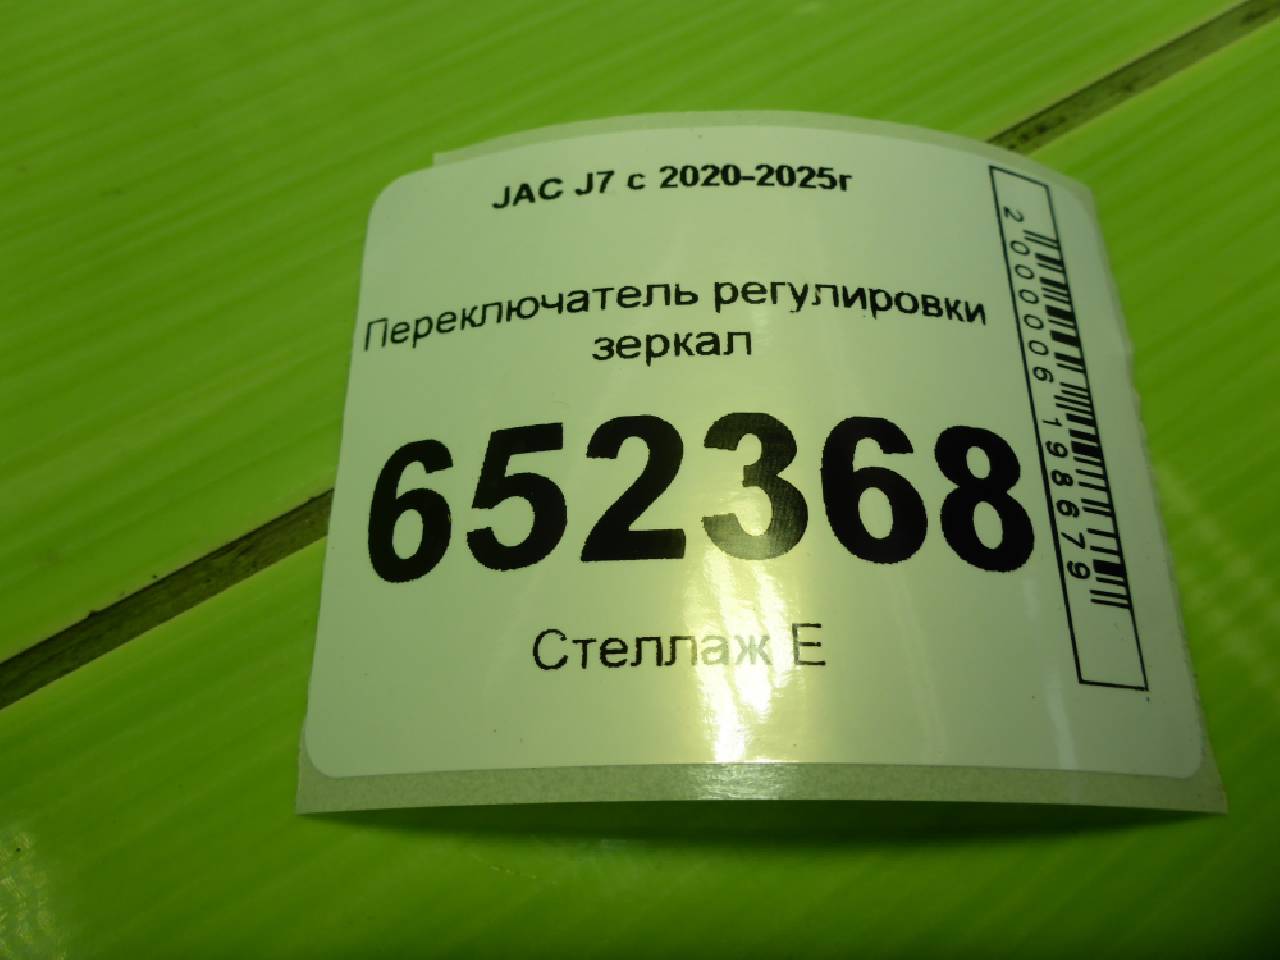 JAC J7 с 2020-2025г
Переключатель регулировки
зеркал
652368
Стеллаж Е
2000006198679